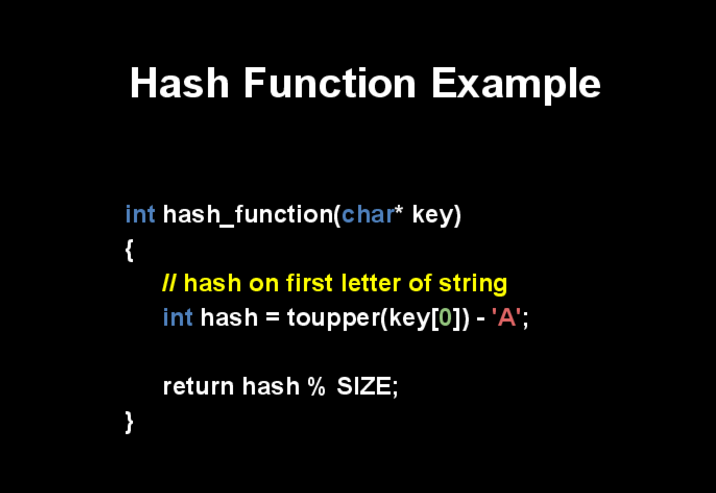 Hash Function Example
int hash_function(char* key)
{
// hash on first letter of string
int hash = toupper(key[0]) - 'A';
return hash % SIZE;
}